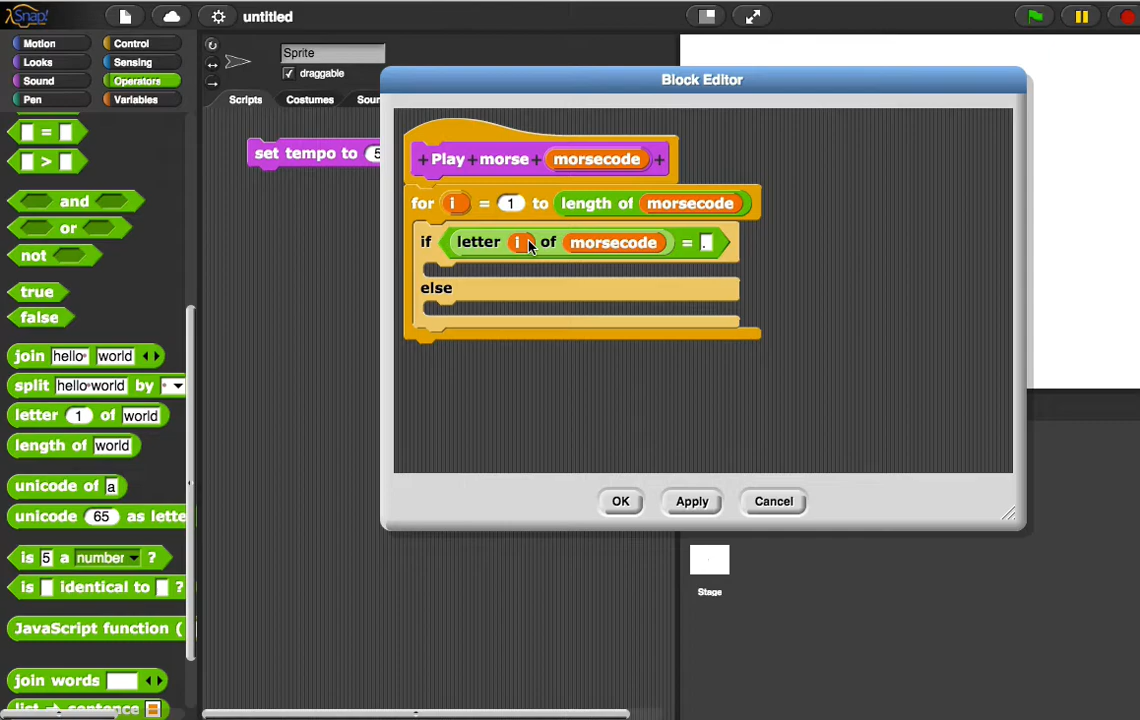 Snap!
untitled
Motion
Control
Looks
Sensing
Sound
Operators
Pen
Variables
Sprite
draggable
Scripts
Costumes
Soun
=
>
and
or
not
true
false
join hello world
split hello world by
letter 1 of world
length of world
unicode of a
unicode 65 as lette
is 5 a number ?
is identical to ?
JavaScript function (
join words
set tempo to 5
Block Editor
+ Play + morse + morsecode +
for i = 1 to length of morsecode
if letter i of morsecode = .
else
OK
Apply
Cancel
Stage